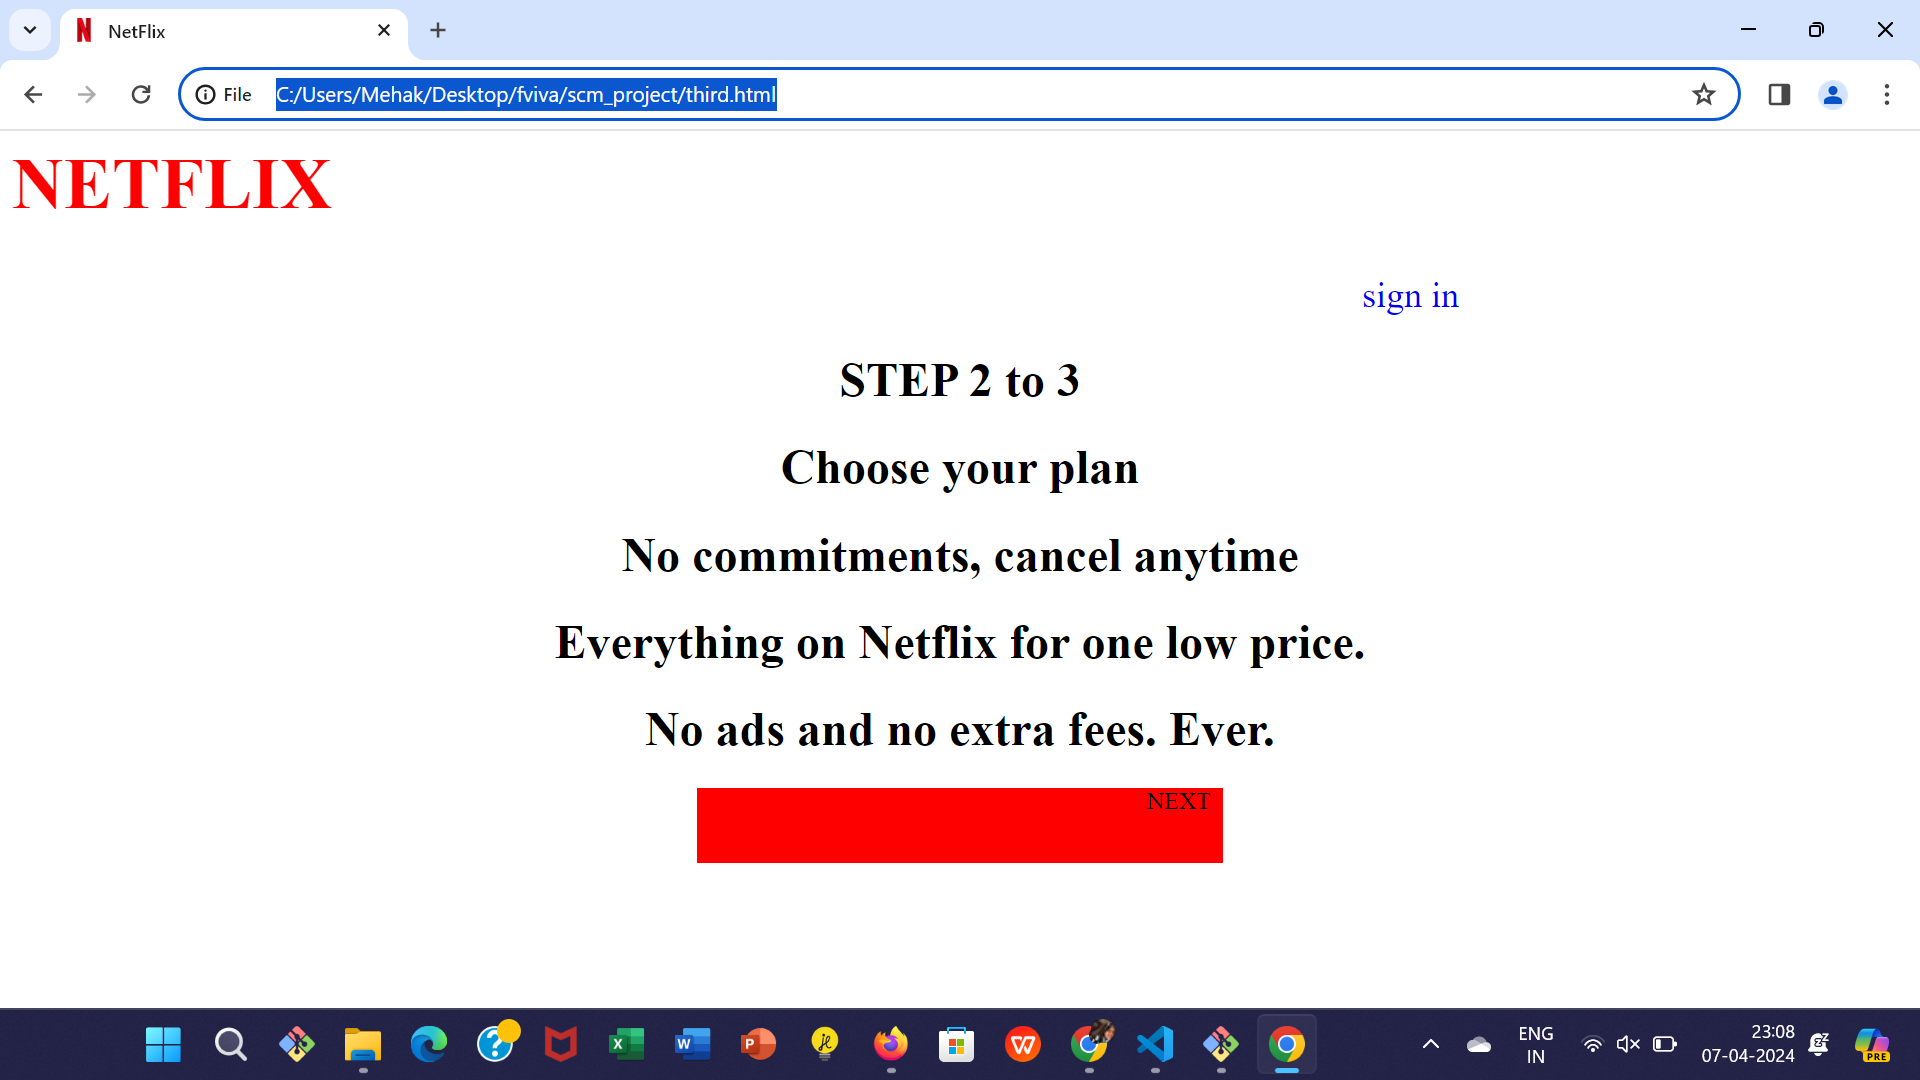 NetFlix
File C:/Users/Mehak/Desktop/fviva/scm_project/third.html
NETFLIX
sign in
STEP 2 to 3
Choose your plan
No commitments, cancel anytime
Everything on Netflix for one low price.
No ads and no extra fees. Ever.
NEXT
ENG
IN
23:08
07-04-2024
PRE